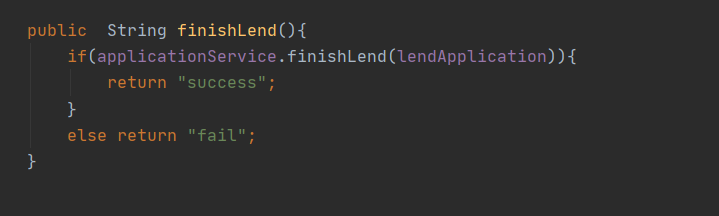 public  String finishLend(){
    if(applicationService.finishLend(lendApplication)){
        return "success";
    }
    else return "fail";
}